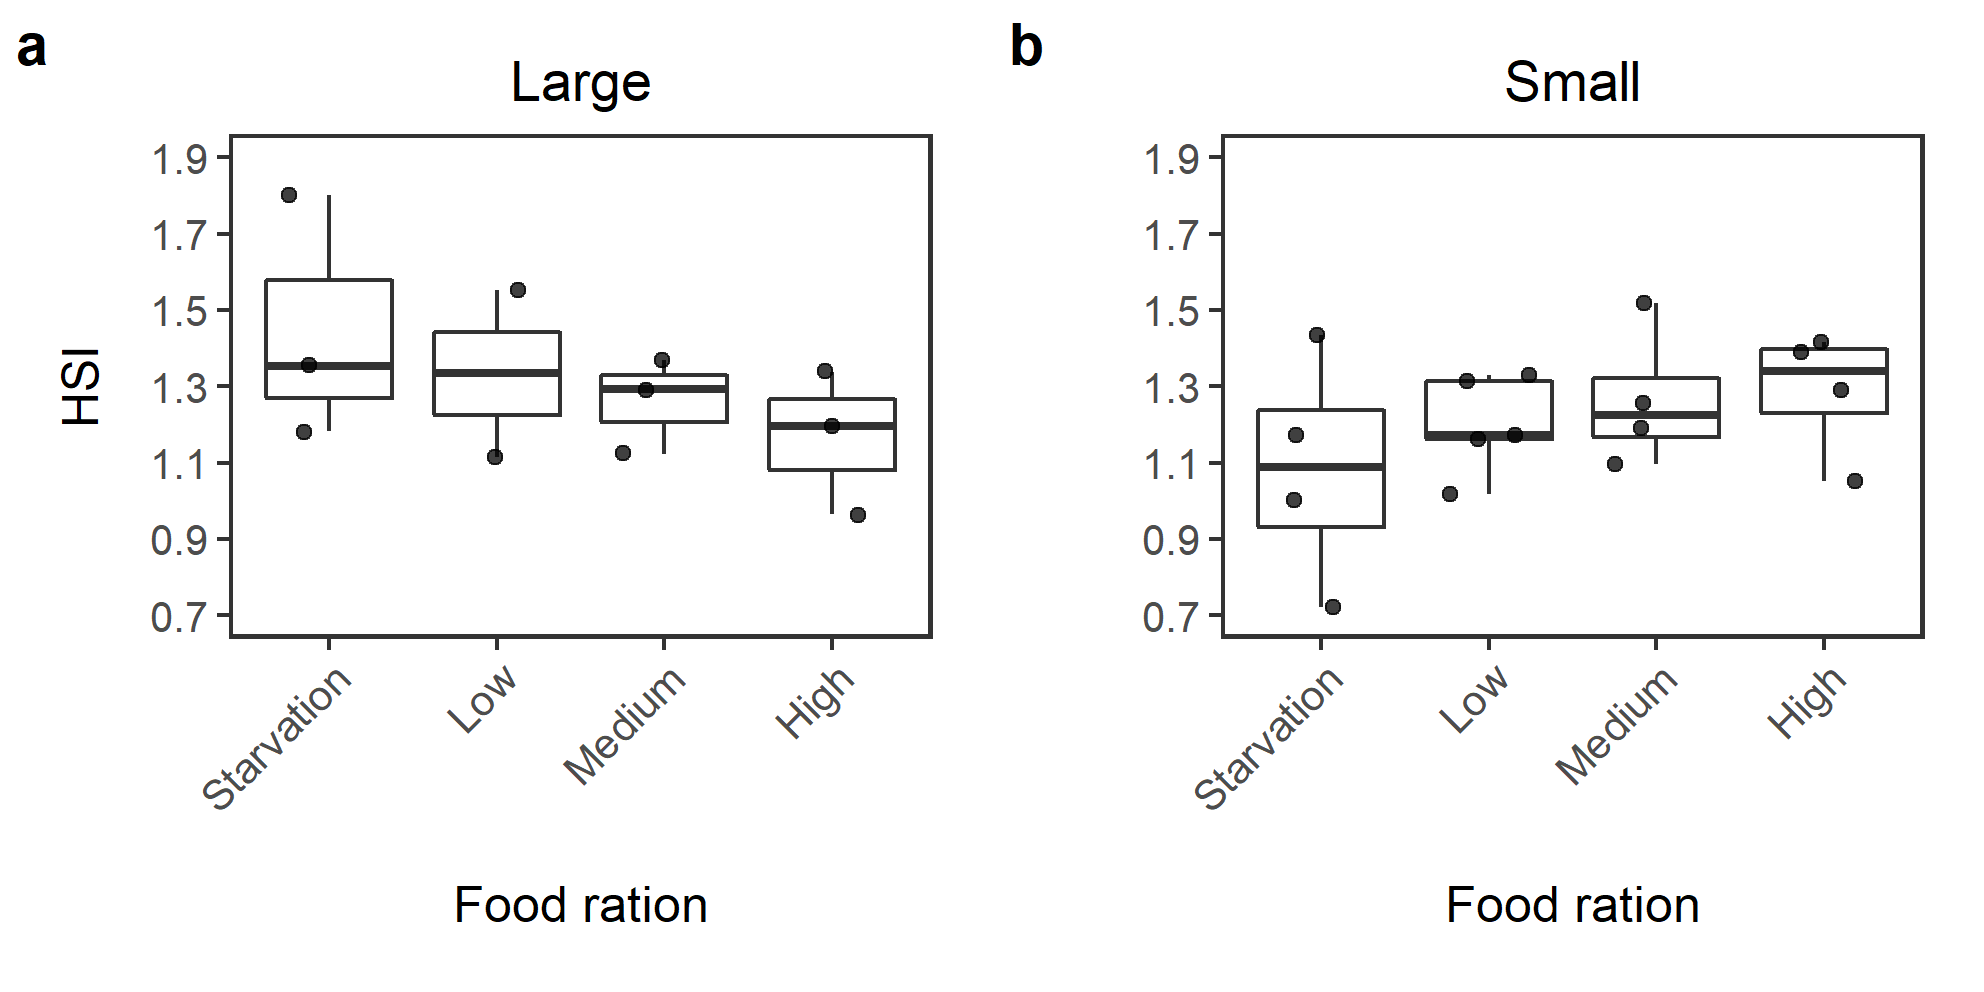 a
Large
HSI
1.9
1.7
1.5
1.3
1.1
0.9
0.7
Starvation
Low
Medium
High
Food ration
b
Small
1.9
1.7
1.5
1.3
1.1
0.9
0.7
Starvation
Low
Medium
High
Food ration